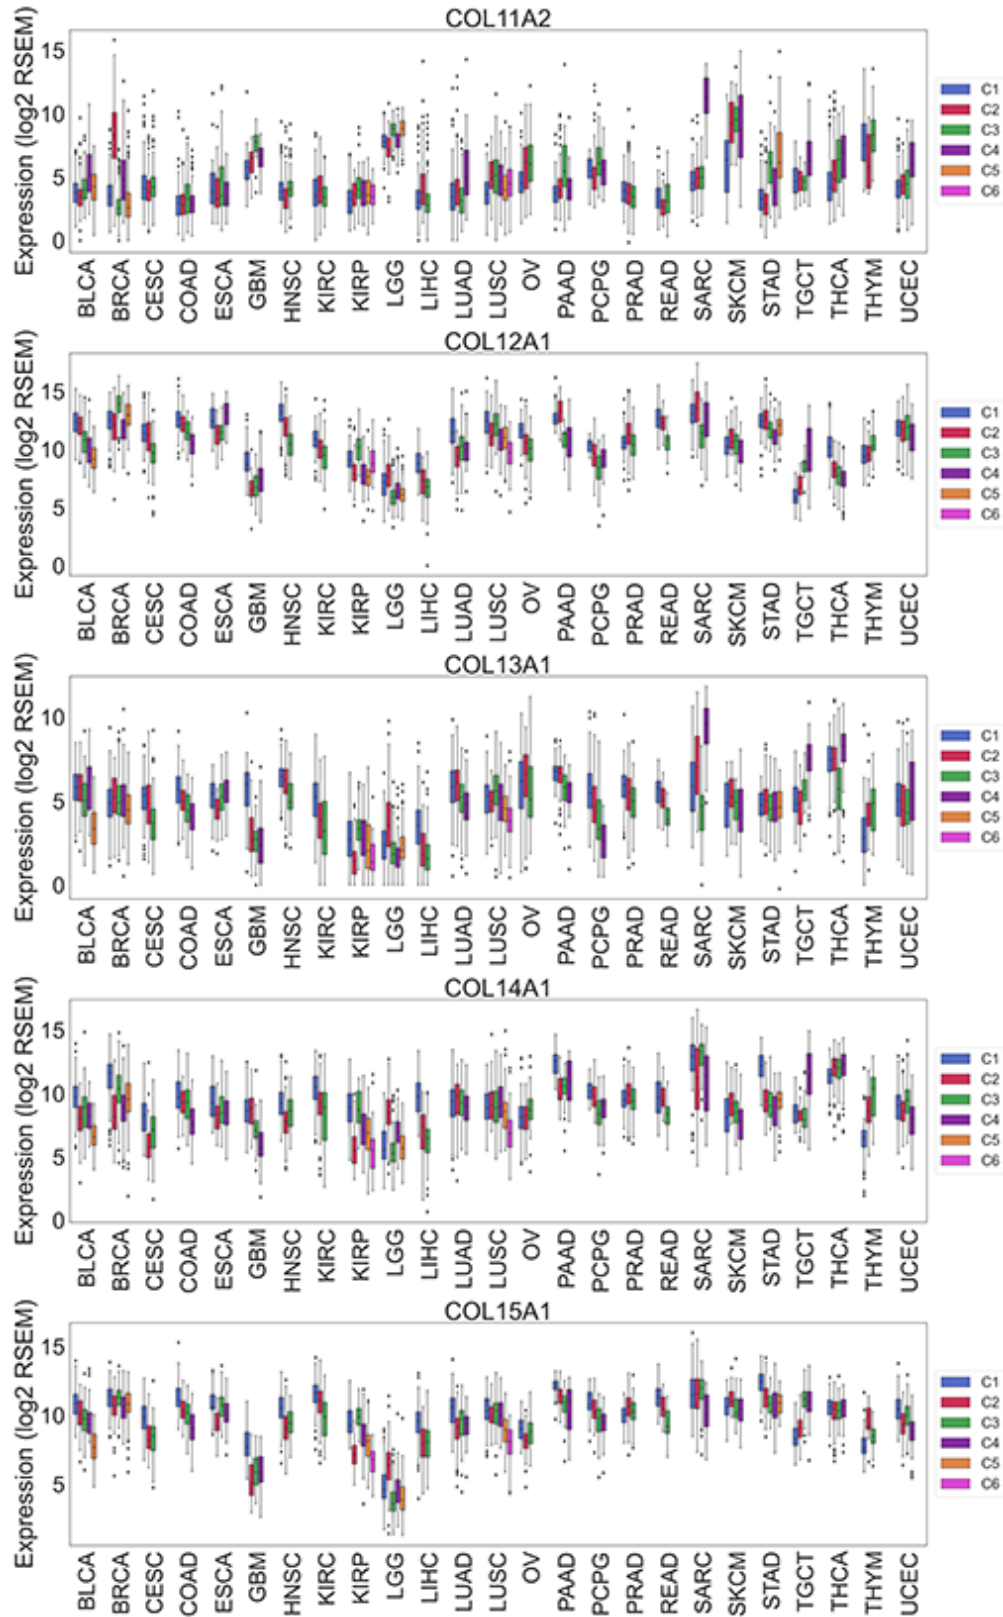 COL11A2
Expression (log2 RSEM)
15
10
5
0
C1
C2
C3
C4
C5
C6
BLCA BRCA CESC COAD ESCA GBM HNSC KIRC KIRP LGG LIHC LUAD LUSC OV PAAD PCPG PRAD READ SARC SKCM STAD TGCT THCA THYM UCEC
COL12A1
Expression (log2 RSEM)
15
10
5
0
C1
C2
C3
C4
C5
C6
BLCA BRCA CESC COAD ESCA GBM HNSC KIRC KIRP LGG LIHC LUAD LUSC OV PAAD PCPG PRAD READ SARC SKCM STAD TGCT THCA THYM UCEC
COL13A1
Expression (log2 RSEM)
10
5
0
C1
C2
C3
C4
C5
C6
BLCA BRCA CESC COAD ESCA GBM HNSC KIRC KIRP LGG LIHC LUAD LUSC OV PAAD PCPG PRAD READ SARC SKCM STAD TGCT THCA THYM UCEC
COL14A1
Expression (log2 RSEM)
15
10
5
0
C1
C2
C3
C4
C5
C6
BLCA BRCA CESC COAD ESCA GBM HNSC KIRC KIRP LGG LIHC LUAD LUSC OV PAAD PCPG PRAD READ SARC SKCM STAD TGCT THCA THYM UCEC
COL15A1
Expression (log2 RSEM)
15
10
5
C1
C2
C3
C4
C5
C6
BLCA BRCA CESC COAD ESCA GBM HNSC KIRC KIRP LGG LIHC LUAD LUSC OV PAAD PCPG PRAD READ SARC SKCM STAD TGCT THCA THYM UCEC